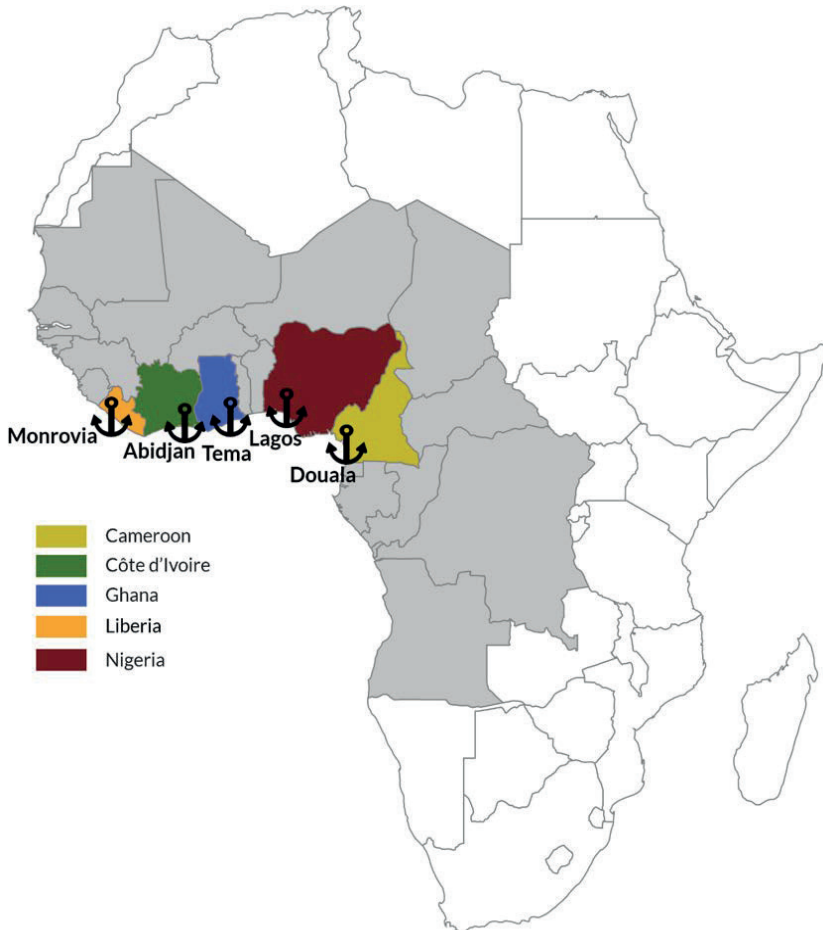 Monrovia
Abidjan
Tema
Lagos
Douala
Cameroon
Côte d’Ivoire
Ghana
Liberia
Nigeria